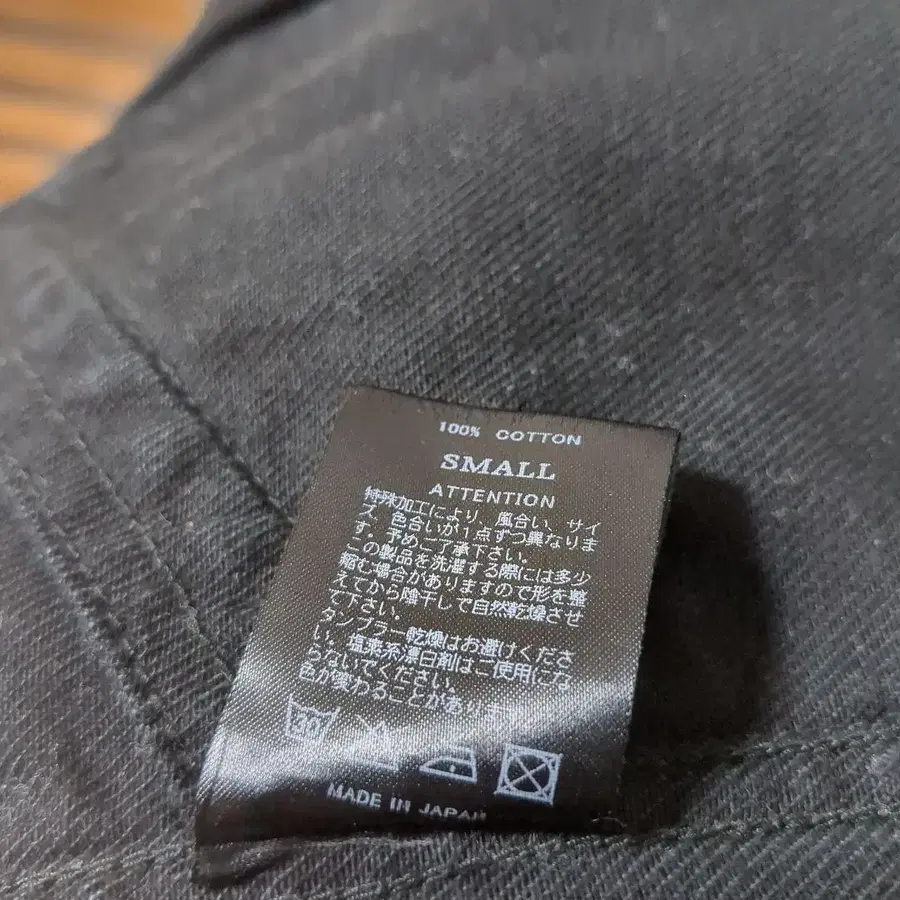 100% COTTON
SMALL
ATTENTION
特殊加工により、風合い、サイ
ズ、色合いが1点ずつ異なりま
す。予めご了承下さい。
この製品を洗濯する際には多少
縮む場合がありますので形を整
えてから陰干しで自然乾燥させ
て下さい。
タンブラー乾燥はお避けくださ
い。塩素系漂白剤はご使用にな
らないでください。
色が変わることがあります。
30
MADE IN JAPAN